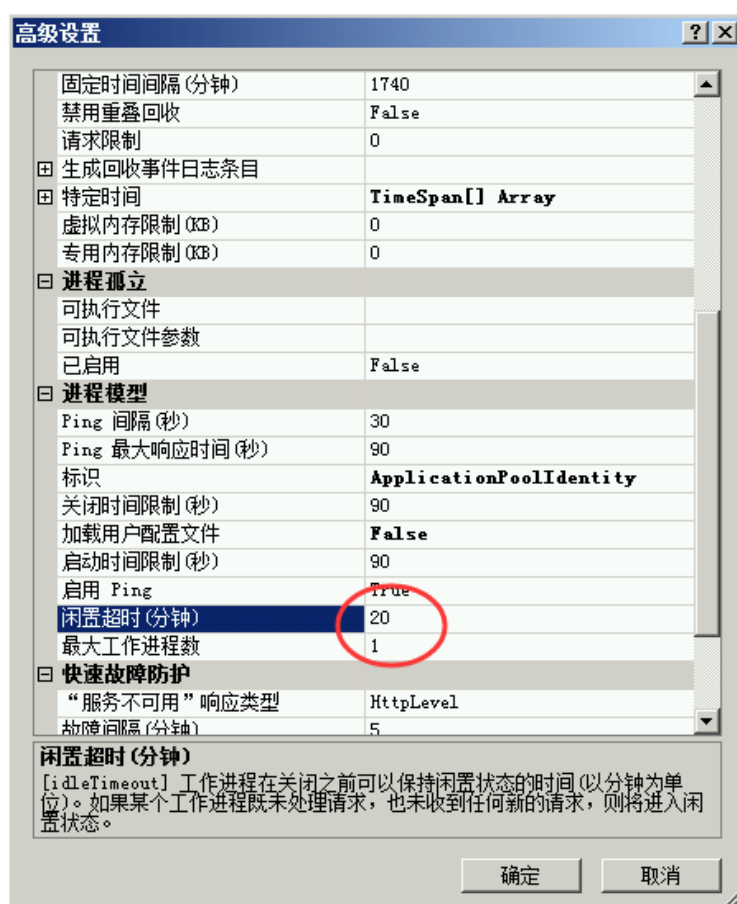 高级设置
固定时间间隔(分钟) 1740
禁用重叠回收 False
请求限制 0
生成回收事件日志条目
特定时间 TimeSpan[] Array
虚拟内存限制(KB) 0
专用内存限制(KB) 0
进程孤立
可执行文件
可执行文件参数
已启用 False
进程模型
Ping 间隔(秒) 30
Ping 最大响应时间(秒) 90
标识 ApplicationPoolIdentity
关闭时间限制(秒) 90
加载用户配置文件 False
启动时间限制(秒) 90
启用 Ping True
闲置超时(分钟) 20
最大工作进程数 1
快速故障防护
“服务不可用”响应类型 HttpLevel
故障间隔(分钟) 5
闲置超时(分钟)
[idleTimeout] 工作进程在关闭之前可以保持闲置状态的时间(以分钟为单
位)。如果某个工作进程既未处理请求，也未收到任何新的请求，则将进入闲
置状态。
确定 取消